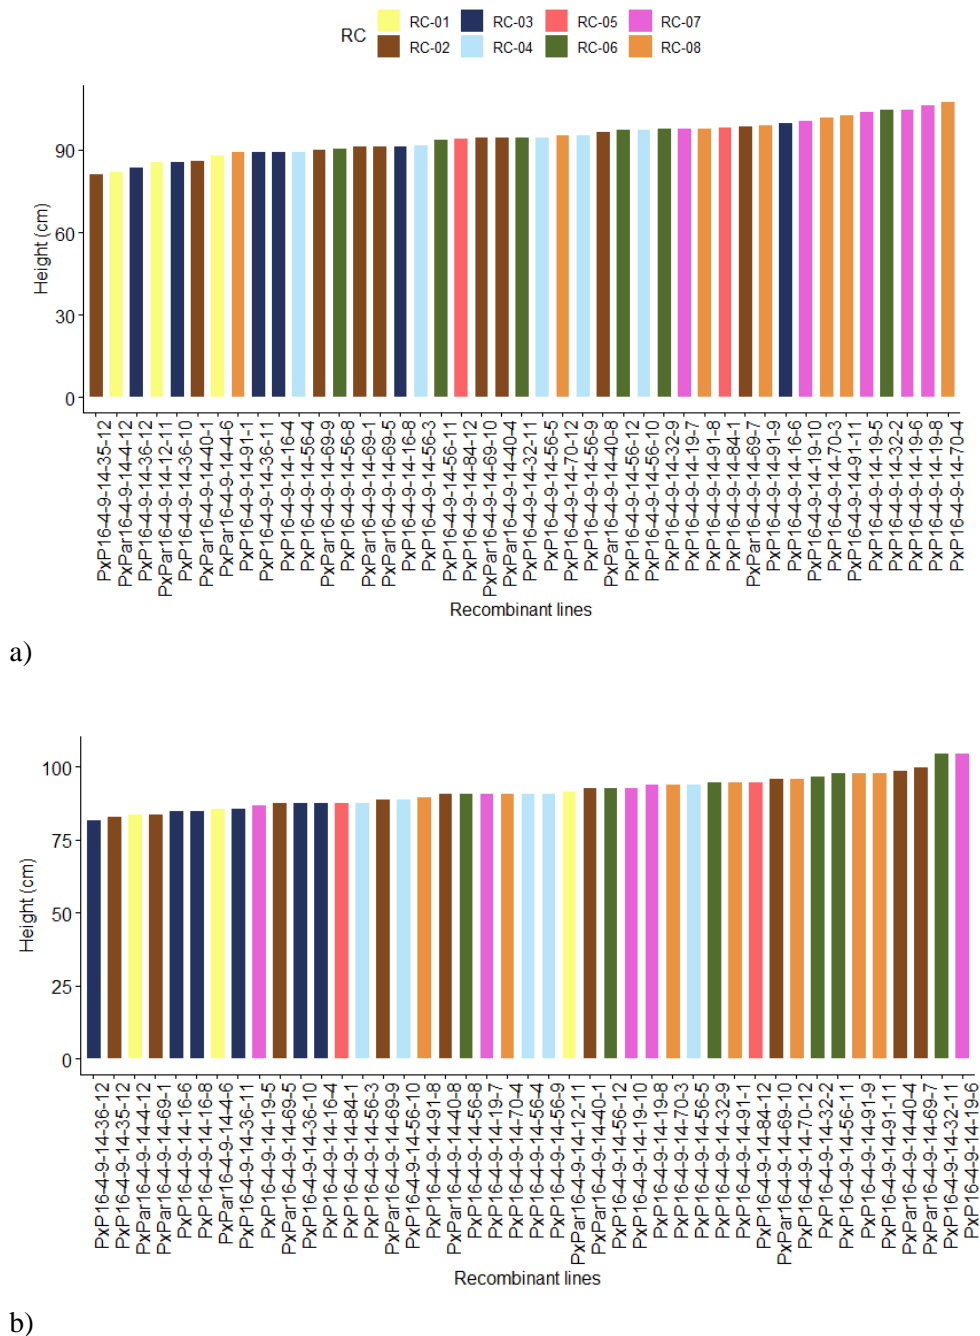 RC
RC-01
RC-03
RC-05
RC-07
RC-02
RC-04
RC-06
RC-08
Height (cm)
90
60
30
0
PxP16-4-9-14-35-12
PxPar16-4-9-14-4-12
PxP16-4-9-14-36-12
PxPar16-4-9-14-12-11
PxP16-4-9-14-36-10
PxPar16-4-9-14-40-1
PxPar16-4-9-14-4-6
PxP16-4-9-14-91-1
PxP16-4-9-14-36-11
PxP16-4-9-14-16-4
PxP16-4-9-14-56-4
PxPar16-4-9-14-69-9
PxP16-4-9-14-56-8
PxPar16-4-9-14-69-1
PxPar16-4-9-14-69-5
PxP16-4-9-14-16-8
PxP16-4-9-14-56-3
PxP16-4-9-14-56-11
PxP16-4-9-14-84-12
PxPar16-4-9-14-69-10
PxPar16-4-9-14-40-4
PxP16-4-9-14-32-11
PxP16-4-9-14-56-5
PxP16-4-9-14-70-12
PxP16-4-9-14-56-9
PxPar16-4-9-14-40-8
PxP16-4-9-14-56-12
PxP16-4-9-14-56-10
PxP16-4-9-14-32-9
PxP16-4-9-14-19-7
PxP16-4-9-14-91-8
PxP16-4-9-14-84-1
PxPar16-4-9-14-69-7
PxP16-4-9-14-91-9
PxP16-4-9-14-16-6
PxP16-4-9-14-19-10
PxP16-4-9-14-70-3
PxP16-4-9-14-91-11
PxP16-4-9-14-19-5
PxP16-4-9-14-32-2
PxP16-4-9-14-19-6
PxP16-4-9-14-19-8
PxP16-4-9-14-70-4
Recombinant lines
a)
Height (cm)
100
75
50
25
0
PxP16-4-9-14-36-12
PxP16-4-9-14-35-12
PxPar16-4-9-14-4-12
PxPar16-4-9-14-69-1
PxP16-4-9-14-16-6
PxP16-4-9-14-16-8
PxPar16-4-9-14-4-6
PxP16-4-9-14-36-11
PxP16-4-9-14-19-5
PxPar16-4-9-14-69-5
PxP16-4-9-14-36-10
PxP16-4-9-14-16-4
PxP16-4-9-14-84-1
PxP16-4-9-14-56-3
PxPar16-4-9-14-69-9
PxP16-4-9-14-56-10
PxP16-4-9-14-91-8
PxPar16-4-9-14-40-8
PxP16-4-9-14-56-8
PxP16-4-9-14-19-7
PxP16-4-9-14-70-4
PxP16-4-9-14-56-4
PxP16-4-9-14-56-9
PxPar16-4-9-14-12-11
PxPar16-4-9-14-40-1
PxP16-4-9-14-56-12
PxP16-4-9-14-19-10
PxP16-4-9-14-19-8
PxP16-4-9-14-70-3
PxP16-4-9-14-56-5
PxP16-4-9-14-32-9
PxP16-4-9-14-91-1
PxP16-4-9-14-84-12
PxPar16-4-9-14-69-10
PxP16-4-9-14-70-12
PxP16-4-9-14-32-2
PxP16-4-9-14-56-11
PxP16-4-9-14-91-9
PxP16-4-9-14-91-11
PxPar16-4-9-14-40-4
PxPar16-4-9-14-69-7
PxP16-4-9-14-32-11
PxP16-4-9-14-19-6
Recombinant lines
b)